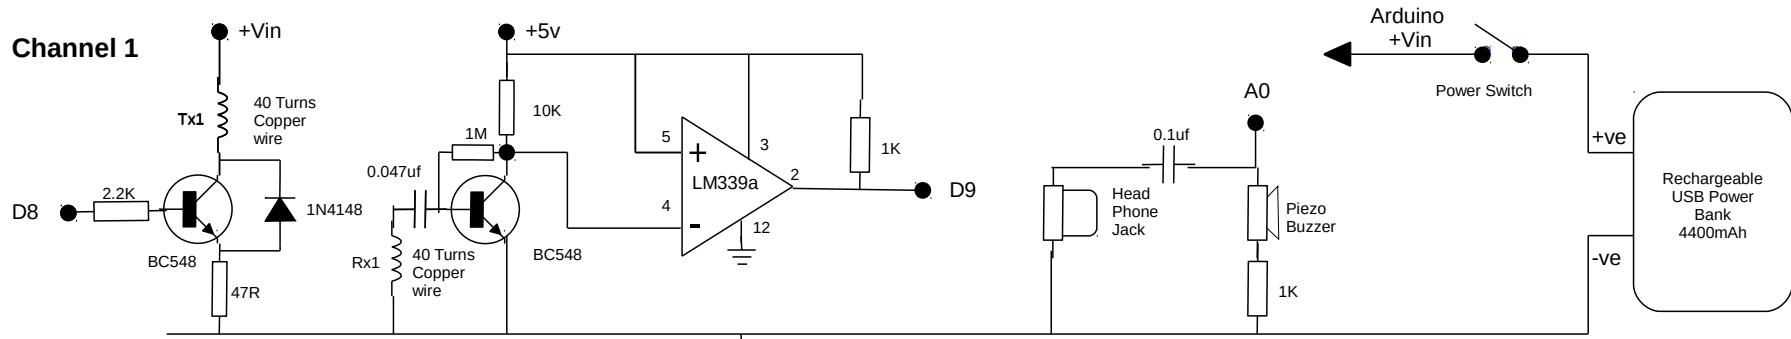 Channel 1
+Vin
Tx1
40 Turns
Copper
wire
D8
2.2K
1N4148
BC548
47R
+5v
10K
1M
0.047uf
Rx1
40 Turns
Copper
wire
BC548
5
+
3
LM339a
2
4
-
12
1K
D9
0.1uf
A0
Head
Phone
Jack
Piezo
Buzzer
1K
Arduino
+Vin
Power Switch
+ve
-ve
Rechargeable
USB Power
Bank
4400mAh